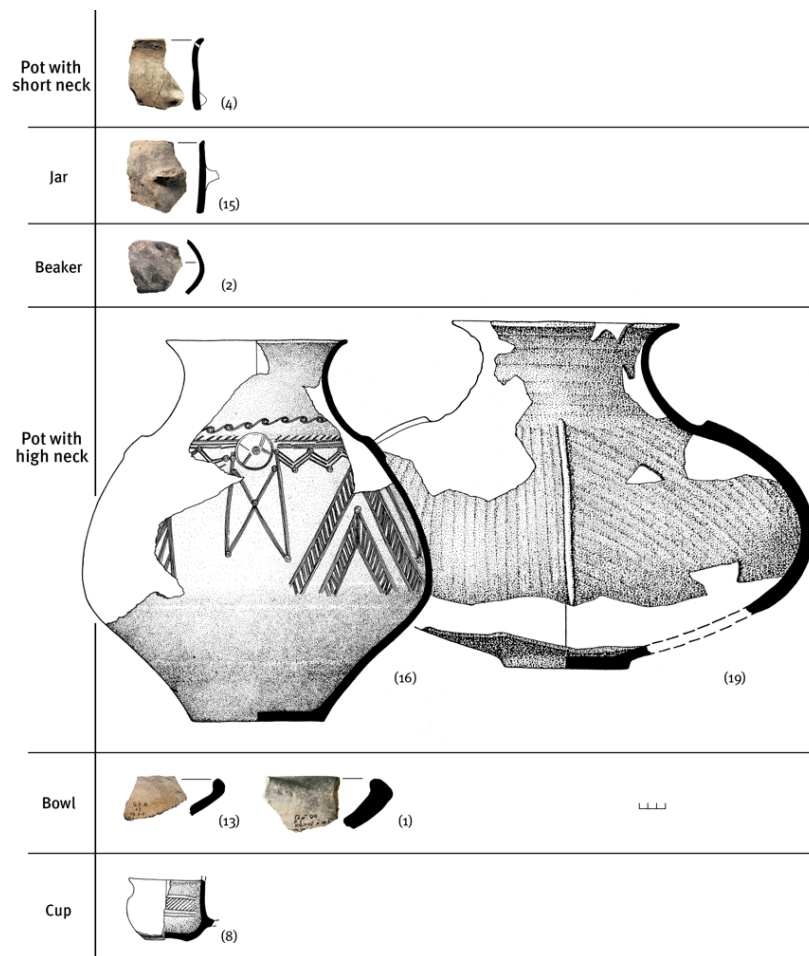 Pot with
short neck
(4)
Jar
(15)
Beaker
(2)
Pot with
high neck
(16)
(19)
Bowl
(13)
(1)
Cup
(8)